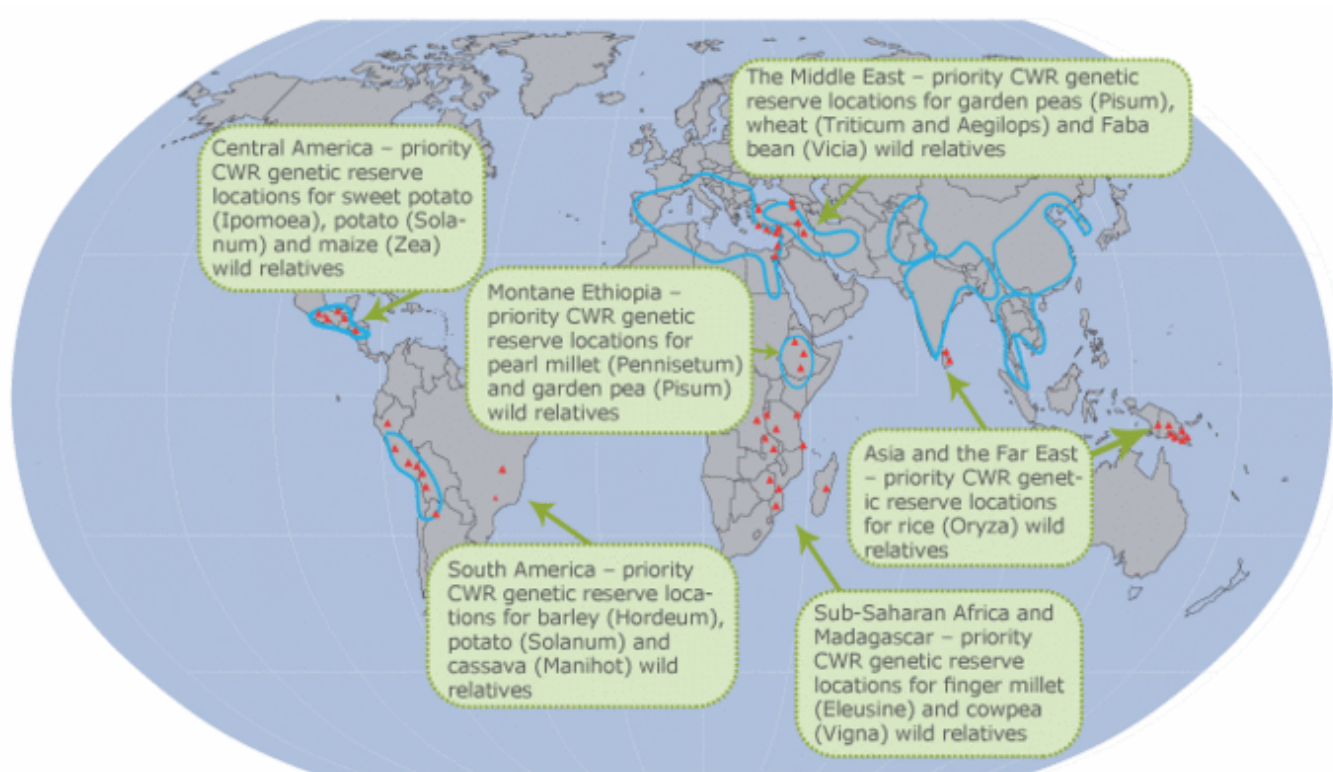 The Middle East – priority CWR genetic
reserve locations for garden peas (Pisum),
wheat (Triticum and Aegilops) and Faba
bean (Vicia) wild relatives
Central America – priority
CWR genetic reserve
locations for sweet potato
(Ipomoea), potato (Sola-
num) and maize (Zea)
wild relatives
Montane Ethiopia –
priority CWR genetic
reserve locations for
pearl millet (Pennisetum)
and garden pea (Pisum)
wild relatives
Asia and the Far East
– priority CWR genet-
ic reserve locations
for rice (Oryza) wild
relatives
South America – priority
CWR genetic reserve loca-
tions for barley (Hordeum),
potato (Solanum) and
cassava (Manihot) wild
relatives
Sub-Saharan Africa and
Madagascar – priority
CWR genetic reserve
locations for finger millet
(Eleusine) and cowpea
(Vigna) wild relatives